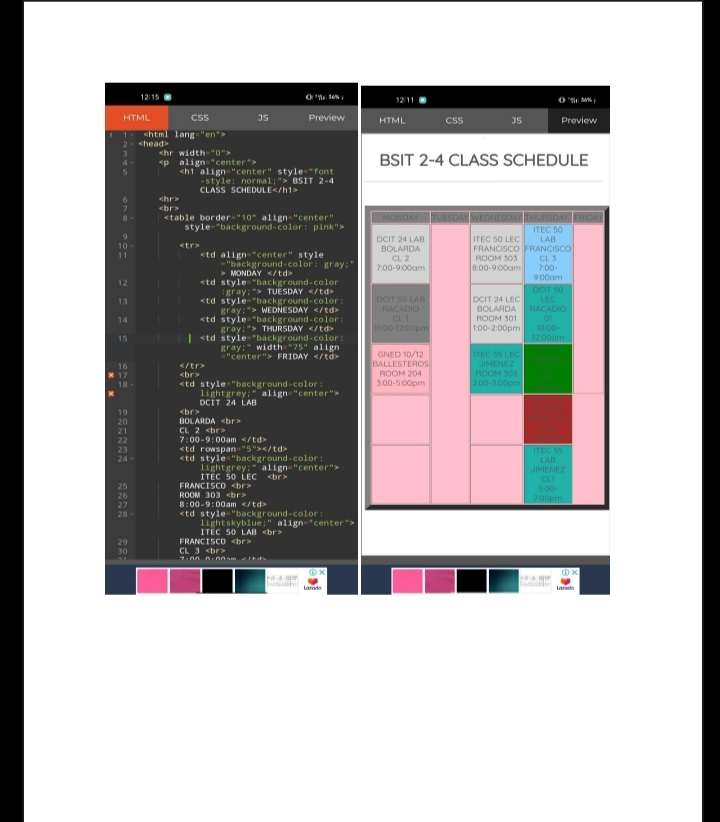 12:15
56%
HTML
CSS
JS
Preview
1 <html lang="en">
2 <head>
3 <hr width="0">
4 <p align="center">
5 <h1 align="center" style="font
-style: normal;"> BSIT 2-4
CLASS SCHEDULE</h1>
6 <hr>
7 <br>
8 <table border="10" align="center"
style="background-color: pink">
9
10 <tr>
11 <td align="center" style
="background-color: gray;"
> MONDAY </td>
12 <td style="background-color
:gray;"> TUESDAY </td>
13 <td style="background-color:
gray;"> WEDNESDAY </td>
14 <td style="background-color:
gray;"> THURSDAY </td>
15 <td style="background-color:
gray;" width="75" align
="center"> FRIDAY </td>
16 </tr>
17 <br>
18 <td style="background-color:
lightgrey;" align="center">
DCIT 24 LAB
19 <br>
20 BOLARDA <br>
21 CL 2 <br>
22 7:00-9:00am </td>
23 <td rowspan="5"></td>
24 <td style="background-color:
lightgrey;" align="center">
ITEC 50 LEC <br>
25 FRANCISCO <br>
26 ROOM 303 <br>
27 8:00-9:00am </td>
28 <td style="background-color:
lightskyblue;" align="center">
ITEC 50 LAB <br>
29 FRANCISCO <br>
30 CL 3 <br>
Lazada
12:11
56%
HTML
CSS
JS
Preview
BSIT 2-4 CLASS SCHEDULE
MONDAY TUESDAY WEDNESDAY THURSDAY FRIDAY
DCIT 24 LAB
BOLARDA
CL 2
7:00-9:00am
ITEC 50 LEC
FRANCISCO
ROOM 303
8:00-9:00am
ITEC 50
LAB
FRANCISCO
CL 3
7:00-
9:00am
LAB
RACADIO
CL 1
DCIT 24 LEC
BOLARDA
ROOM 301
1:00-2:00pm
DCIT 50
LEC
RACADIO
10:00-
12:00pm
GNED 10/12
BALLESTEROS
ROOM 204
3:00-5:00pm
ITEC 55 LEC
JIMENEZ
ROOM
2:00-3:00pm
ITEC 55
LAB
JIMENEZ
CL1
5:00-
7:00pm
Lazada